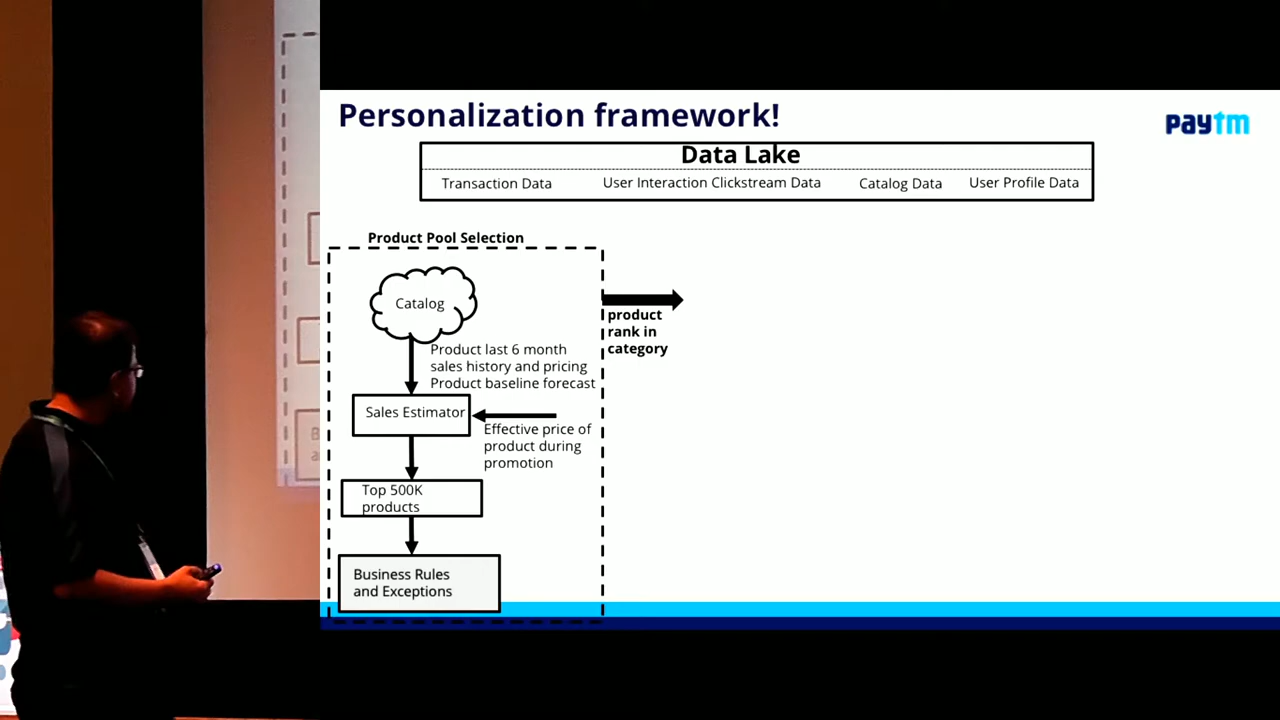 Personalization framework!
paytm
Data Lake
Transaction Data
User Interaction Clickstream Data
Catalog Data
User Profile Data
Product Pool Selection
Catalog
product
rank in
category
Product last 6 month
sales history and pricing
Product baseline forecast
Sales Estimator
Effective price of
product during
promotion
Top 500K
products
Business Rules
and Exceptions